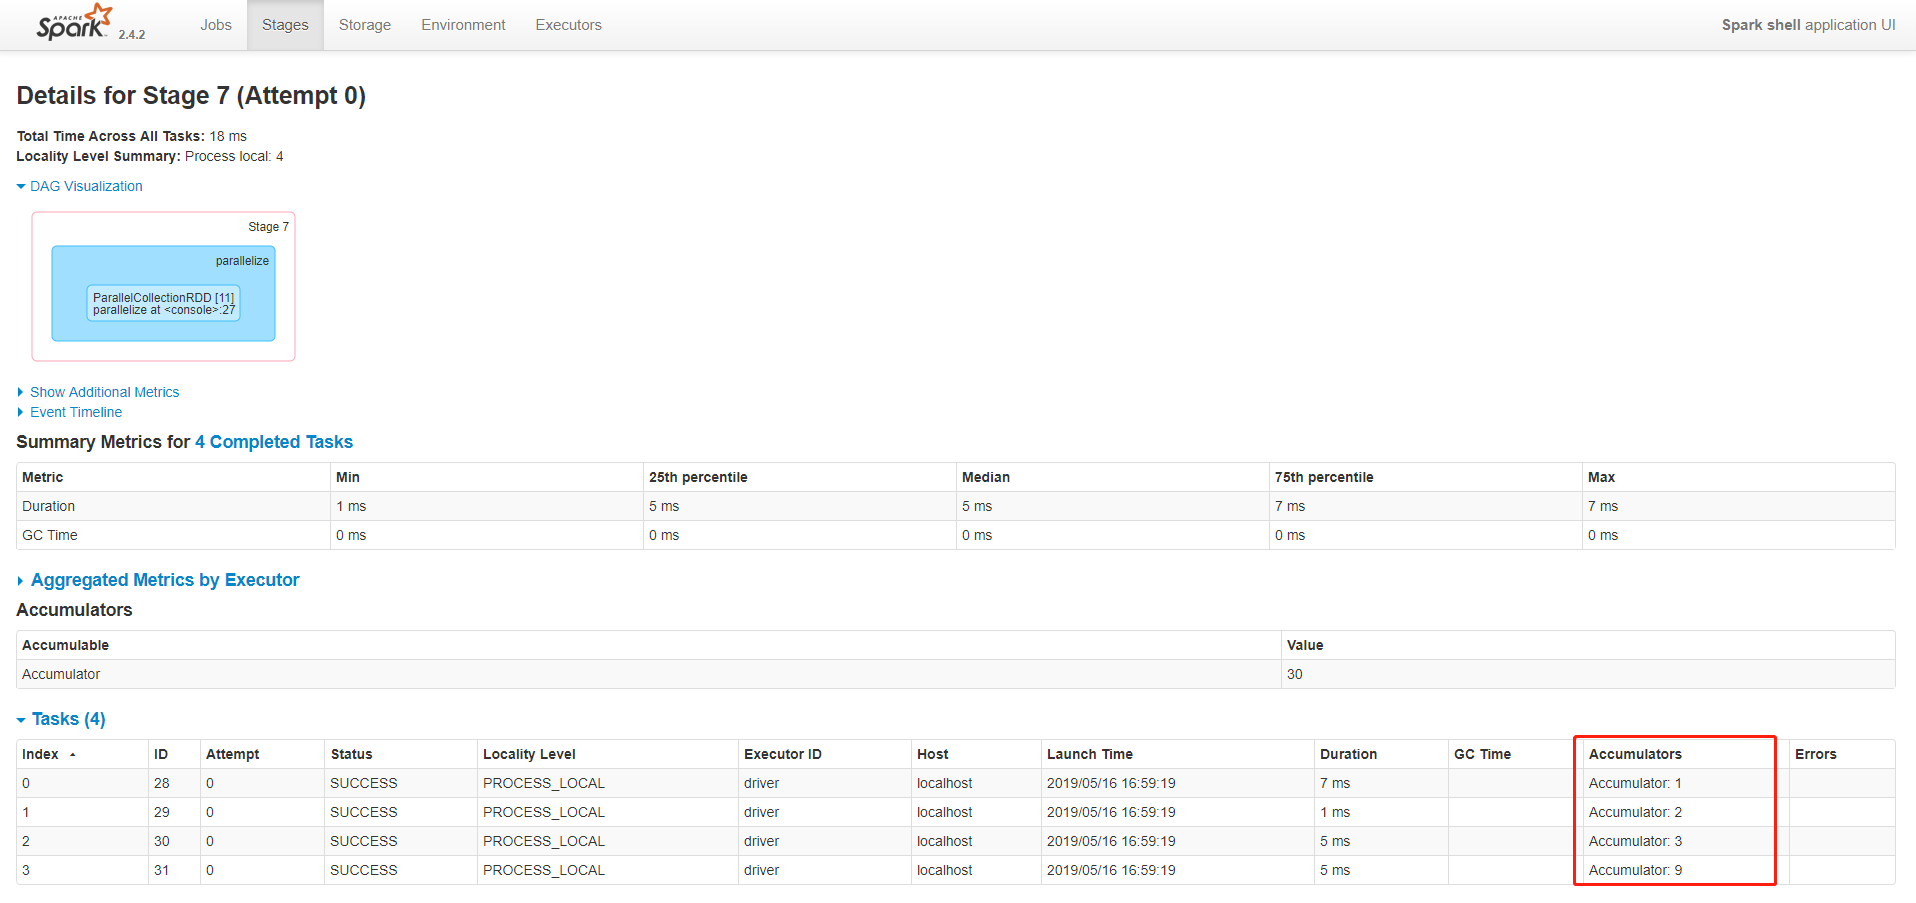 APACHE Spark 2.4.2 Jobs Stages Storage Environment Executors Spark shell application UI
Details for Stage 7 (Attempt 0)
Total Time Across All Tasks: 18 ms
Locality Level Summary: Process local: 4
DAG Visualization
Stage 7
parallelize
ParallelCollectionRDD [11]
parallelize at <console>:27
Show Additional Metrics
Event Timeline
Summary Metrics for 4 Completed Tasks
Metric Min 25th percentile Median 75th percentile Max
Duration 1 ms 5 ms 5 ms 7 ms 7 ms
GC Time 0 ms 0 ms 0 ms 0 ms 0 ms
Aggregated Metrics by Executor
Accumulators
Accumulable Value
Accumulator 30
Tasks (4)
Index ID Attempt Status Locality Level Executor ID Host Launch Time Duration GC Time Accumulators Errors
0 28 0 SUCCESS PROCESS_LOCAL driver localhost 2019/05/16 16:59:19 7 ms Accumulator: 1
1 29 0 SUCCESS PROCESS_LOCAL driver localhost 2019/05/16 16:59:19 1 ms Accumulator: 2
2 30 0 SUCCESS PROCESS_LOCAL driver localhost 2019/05/16 16:59:19 5 ms Accumulator: 3
3 31 0 SUCCESS PROCESS_LOCAL driver localhost 2019/05/16 16:59:19 5 ms Accumulator: 9